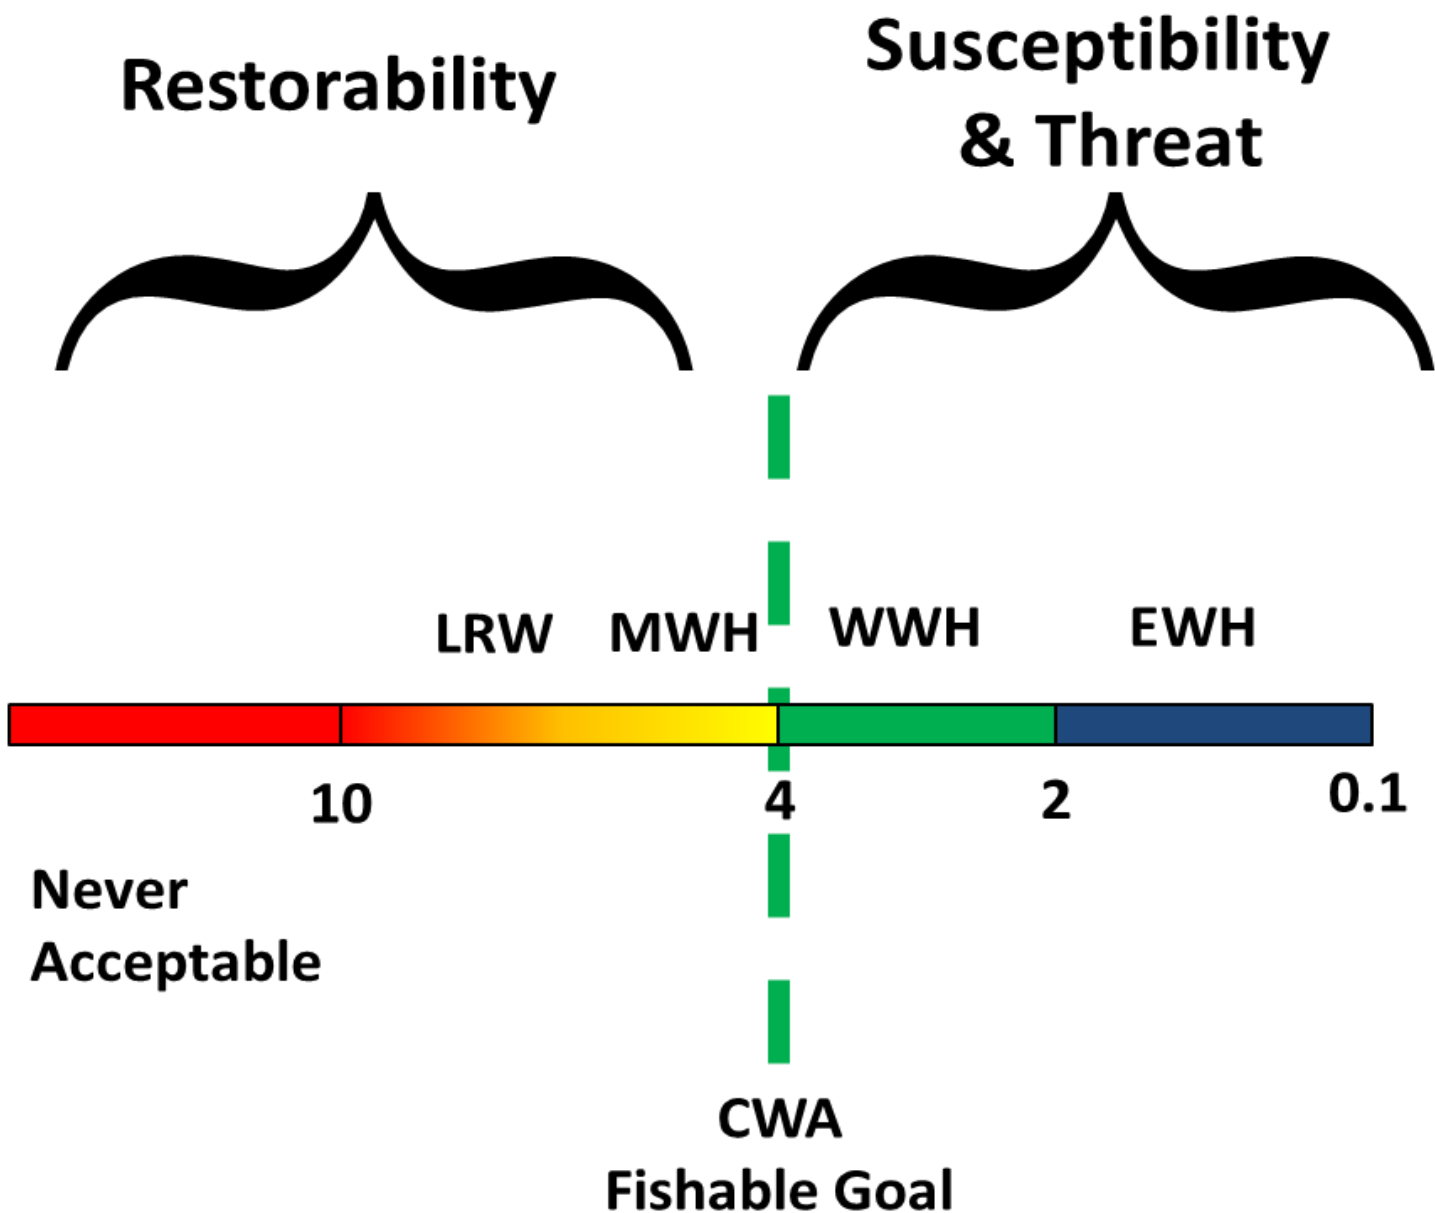 Restorability
Susceptibility
& Threat
LRW
MWH
WWH
EWH
10
4
2
0.1
Never
Acceptable
CWA
Fishable Goal